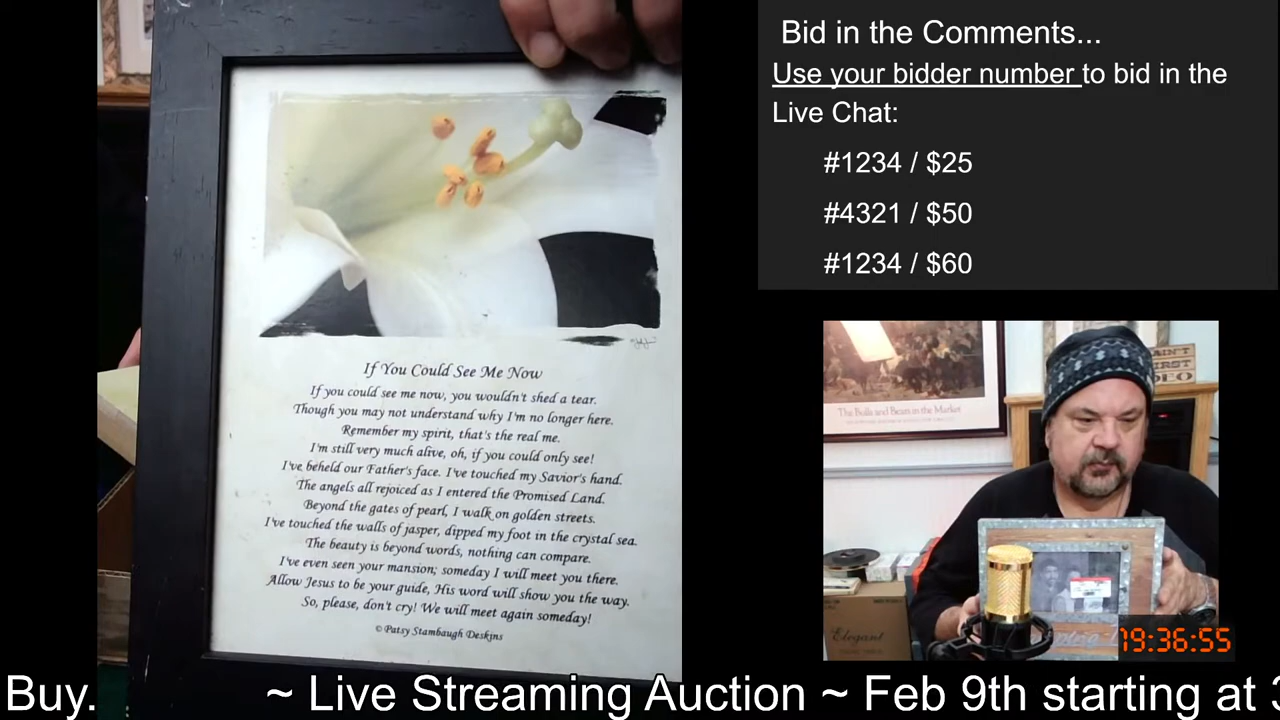 If You Could See Me Now
If you could see me now, you wouldn't shed a tear.
Though you may not understand why I'm no longer here.
Remember my spirit, that's the real me.
I'm still very much alive, oh, if you could only see!
I've beheld our Father's face. I've touched my Savior's hand.
The angels all rejoiced as I entered the Promised Land.
Beyond the gates of pearl, I walk on golden streets.
I've touched the walls of jasper, dipped my foot in the crystal sea.
The beauty is beyond words, nothing can compare.
I've even seen your mansion; someday I will meet you there.
Allow Jesus to be your guide, His word will show you the way.
So, please, don't cry! We will meet again someday!
© Patsy Stambaugh Deskins
Bid in the Comments...
Use your bidder number to bid in the
Live Chat:
#1234 / $25
#4321 / $50
#1234 / $60
The Bulls and Bears in the Market
Elegant
19:36:55
Buy. ~ Live Streaming Auction ~ Feb 9th starting at 3